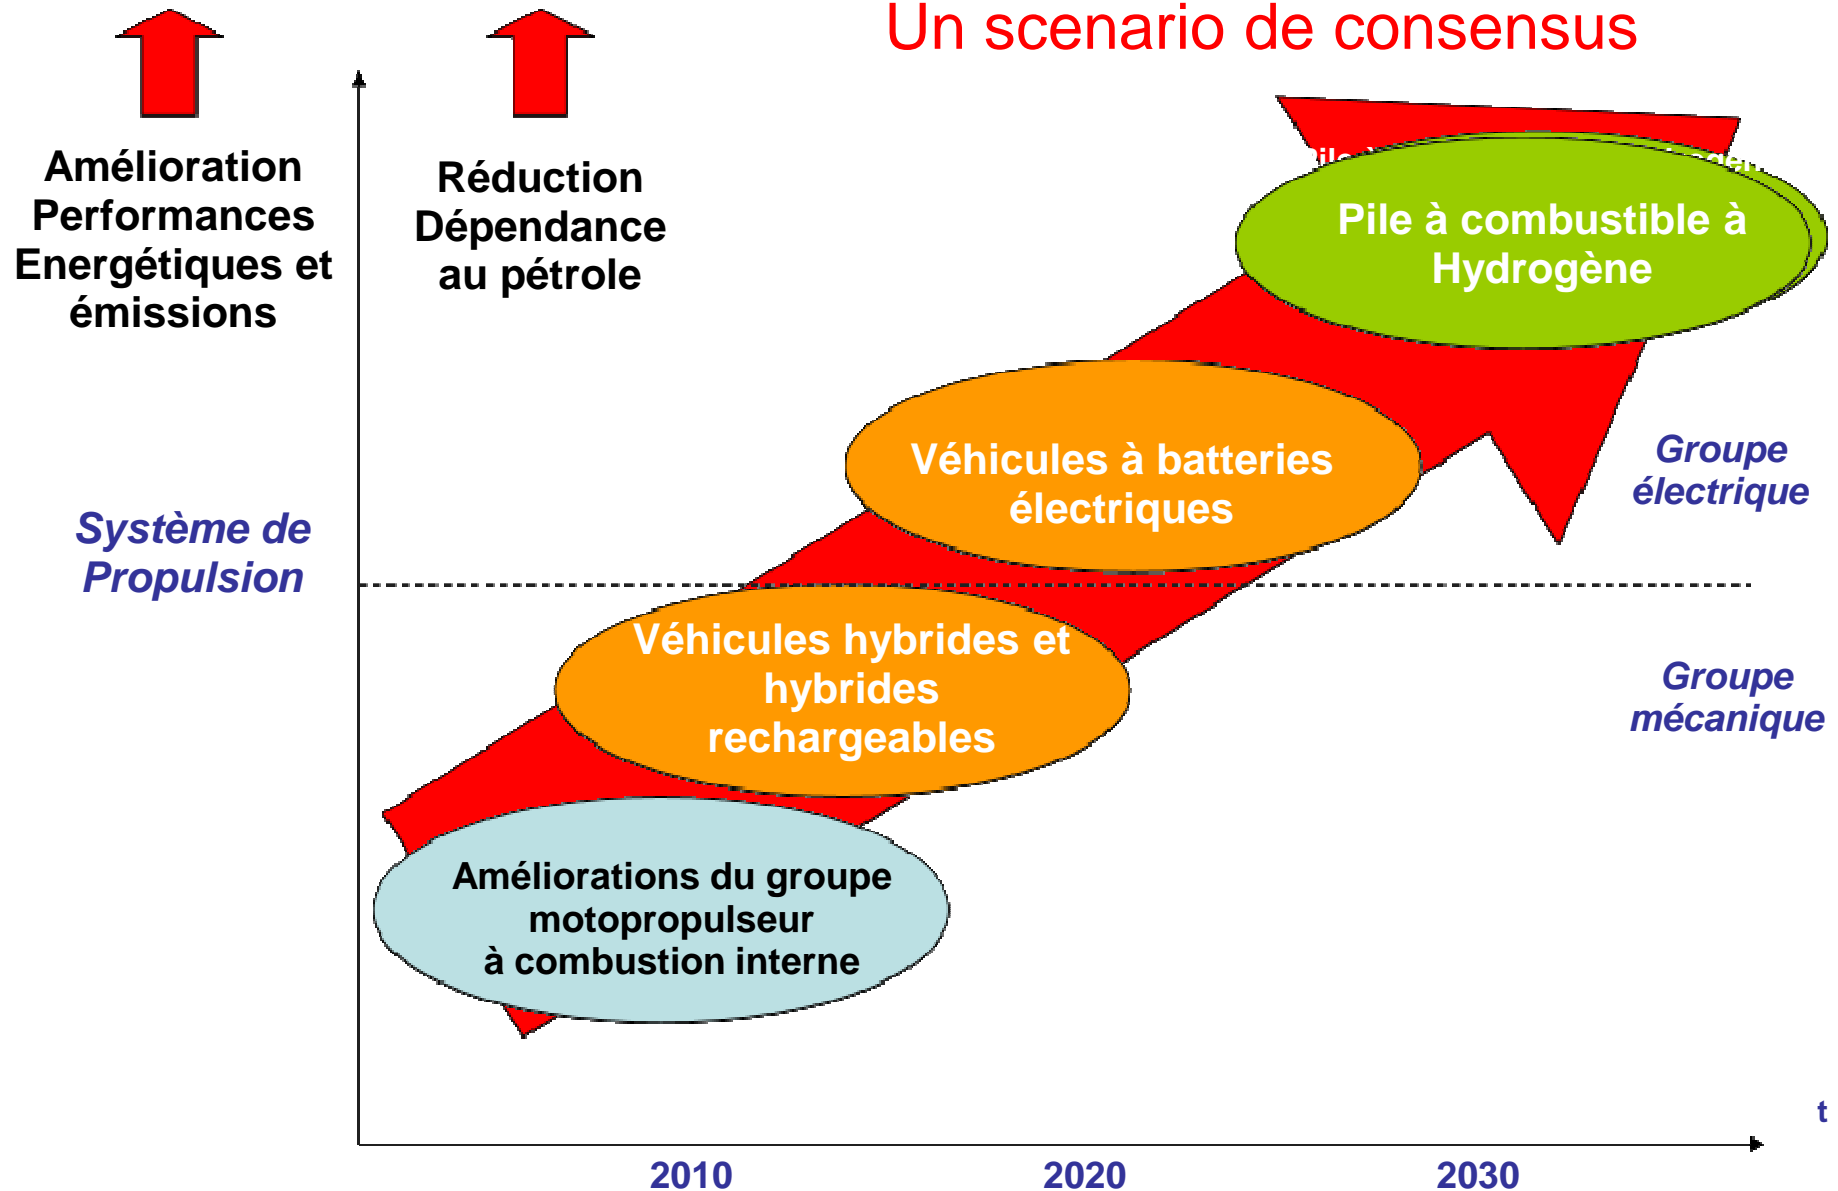 Un scenario de consensus
Amélioration
Performances
Energétiques et
émissions
Réduction
Dépendance
au pétrole
Pile à combustible à
Hydrogène
Véhicules à batteries
électriques
Groupe
électrique
Système de
Propulsion
Véhicules hybrides et
hybrides
rechargeables
Groupe
mécanique
Améliorations du groupe
motopropulseur
à combustion interne
t
2010 2020 2030